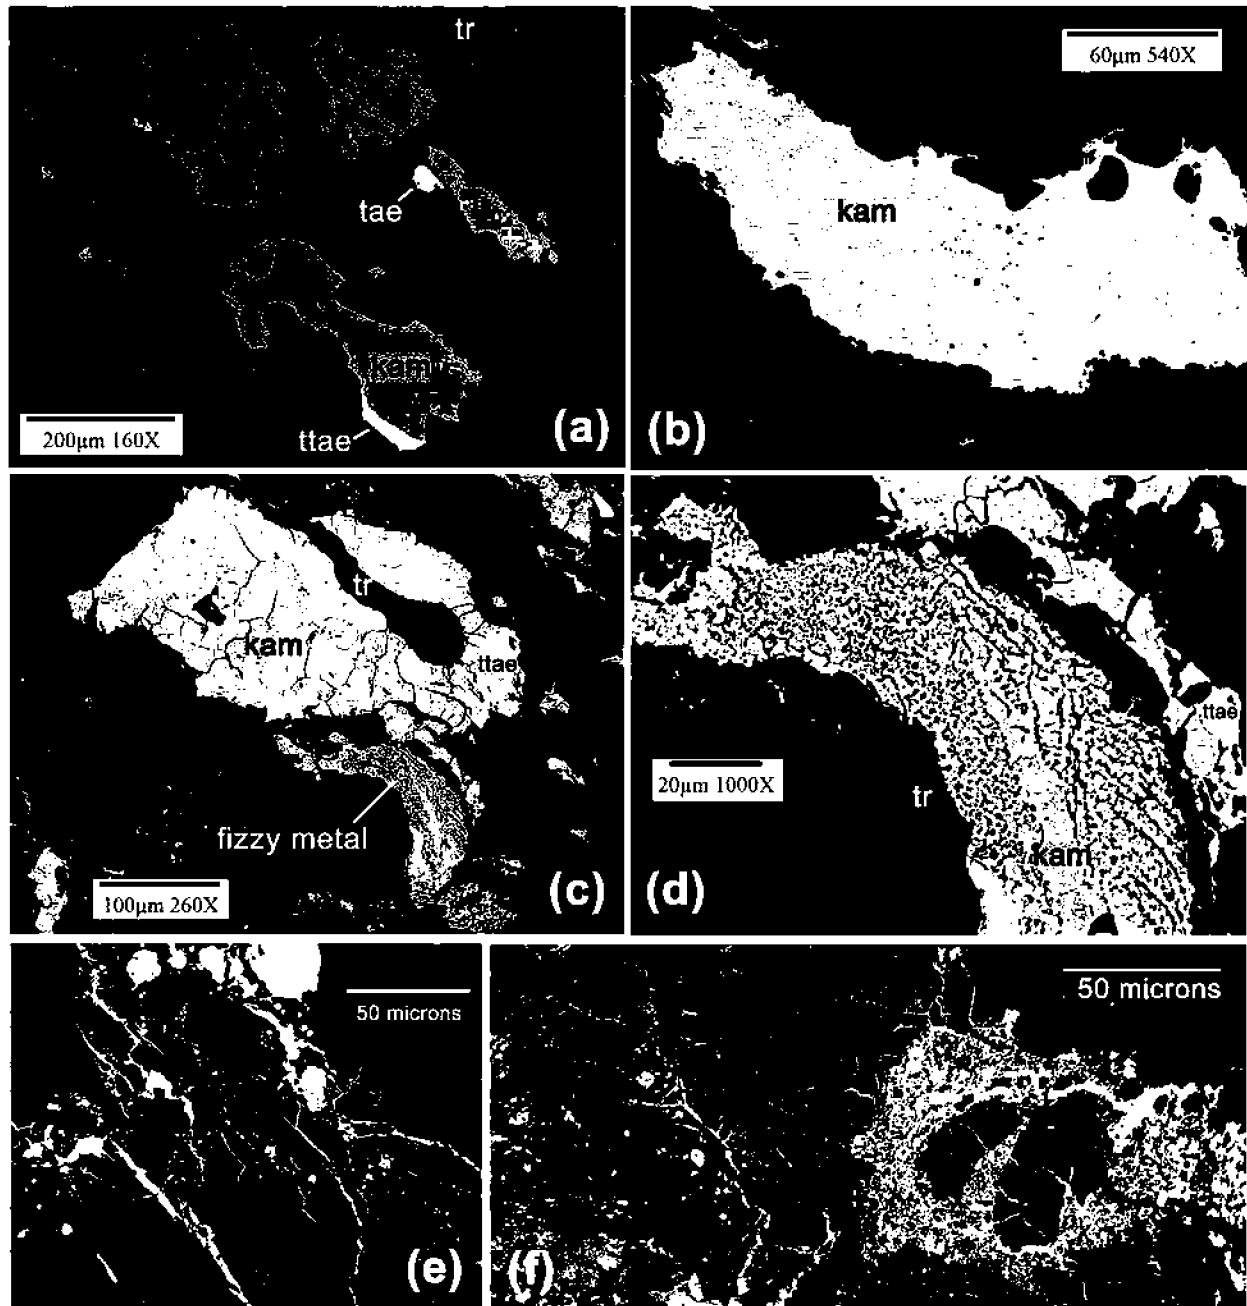 tr
tae
kam
ttae
200µm 160X
(a)
60µm 540X
kam
(b)
tr
kam
ttae
fizzy metal
100µm 260X
(c)
ttae
20µm 1000X
tr
kam
(d)
50 microns
(e)
50 microns
(f)